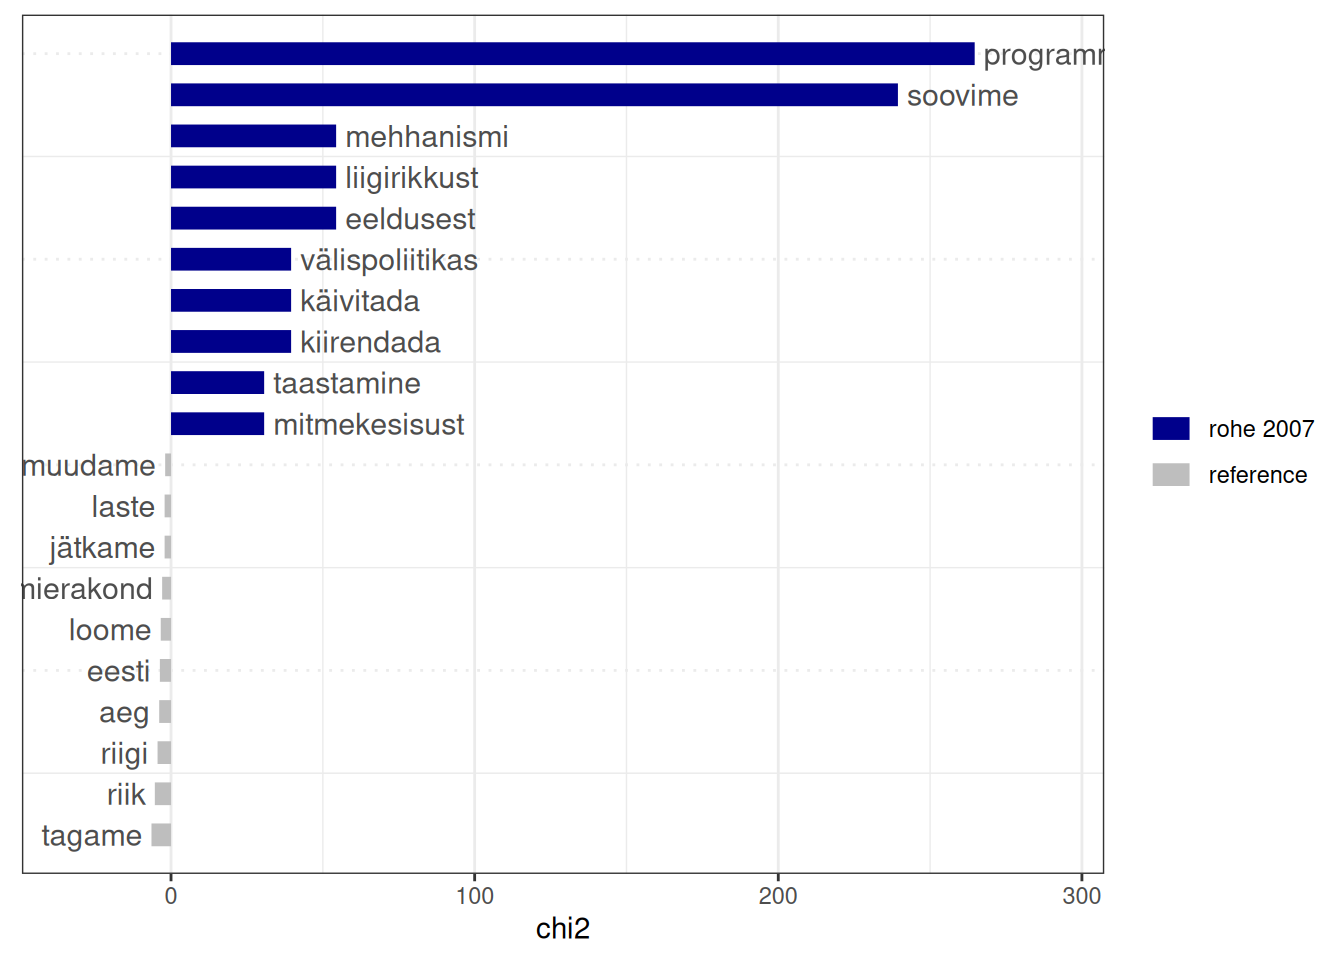 programm
soovime
mehhanismi
liigirikkust
eeldusest
välispoliitikas
käivitada
kiirendada
taastamine
mitmekesisust
muudame
laste
jätkame
mierakond
loome
eesti
aeg
riigi
riik
tagame
0 100 200 300
chi2
rohe 2007
reference